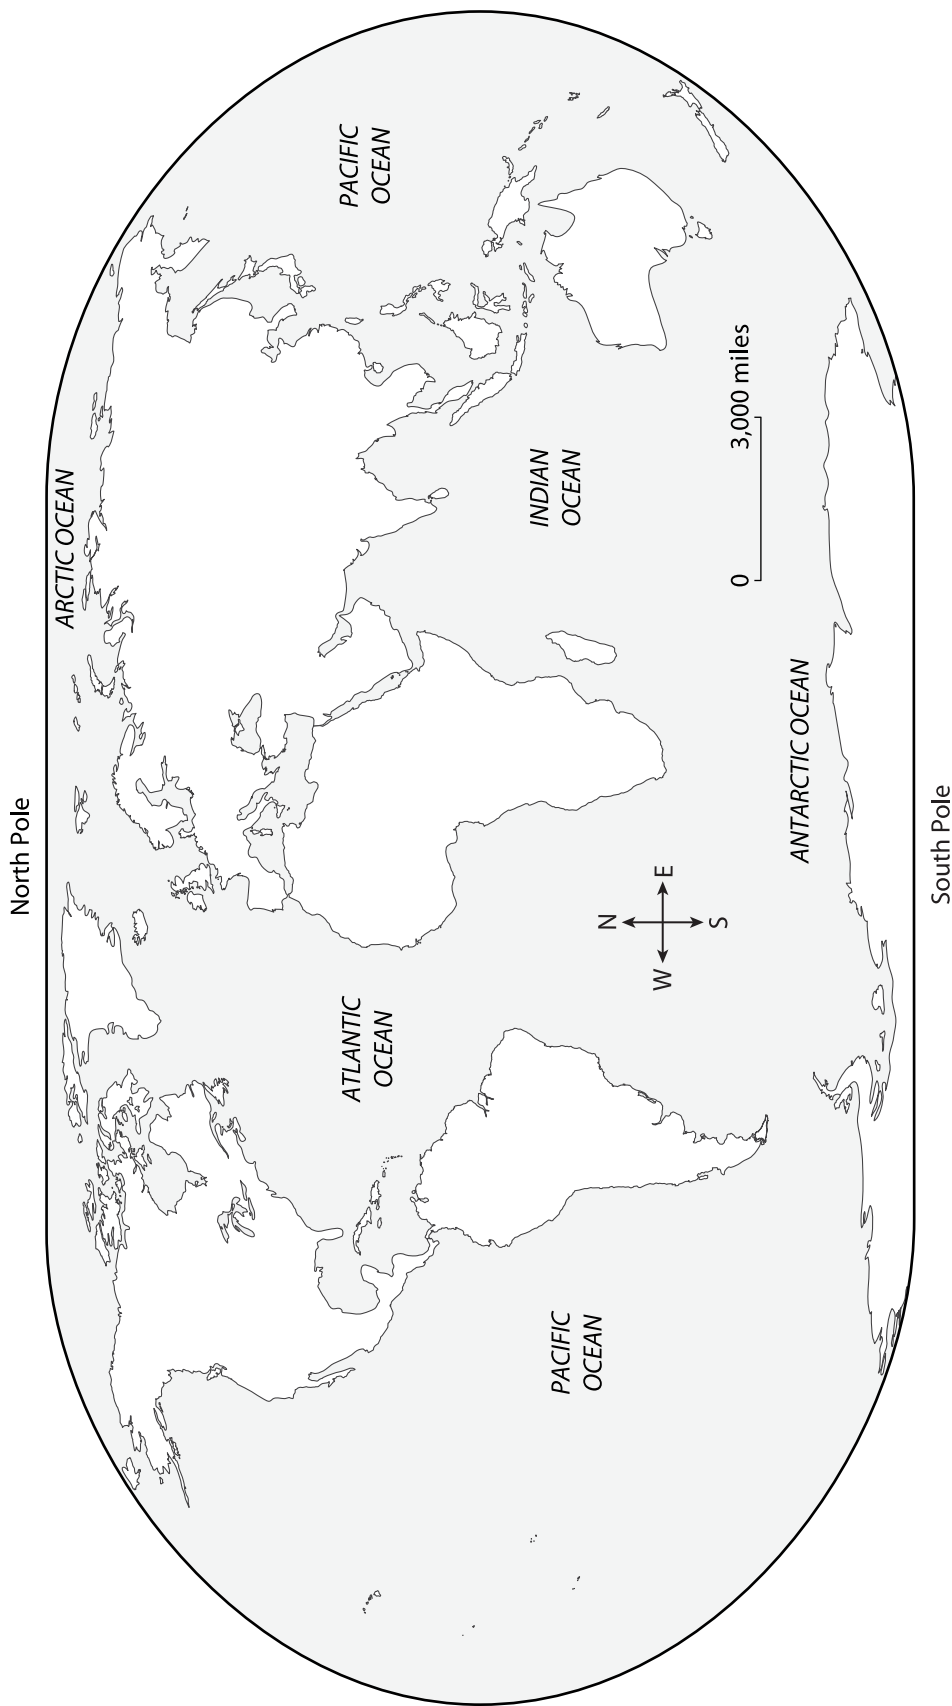 North Pole
ARCTIC OCEAN
PACIFIC
OCEAN
ATLANTIC
OCEAN
PACIFIC
OCEAN
INDIAN
OCEAN
N
W
E
S
0
3,000 miles
ANTARCTIC OCEAN
South Pole